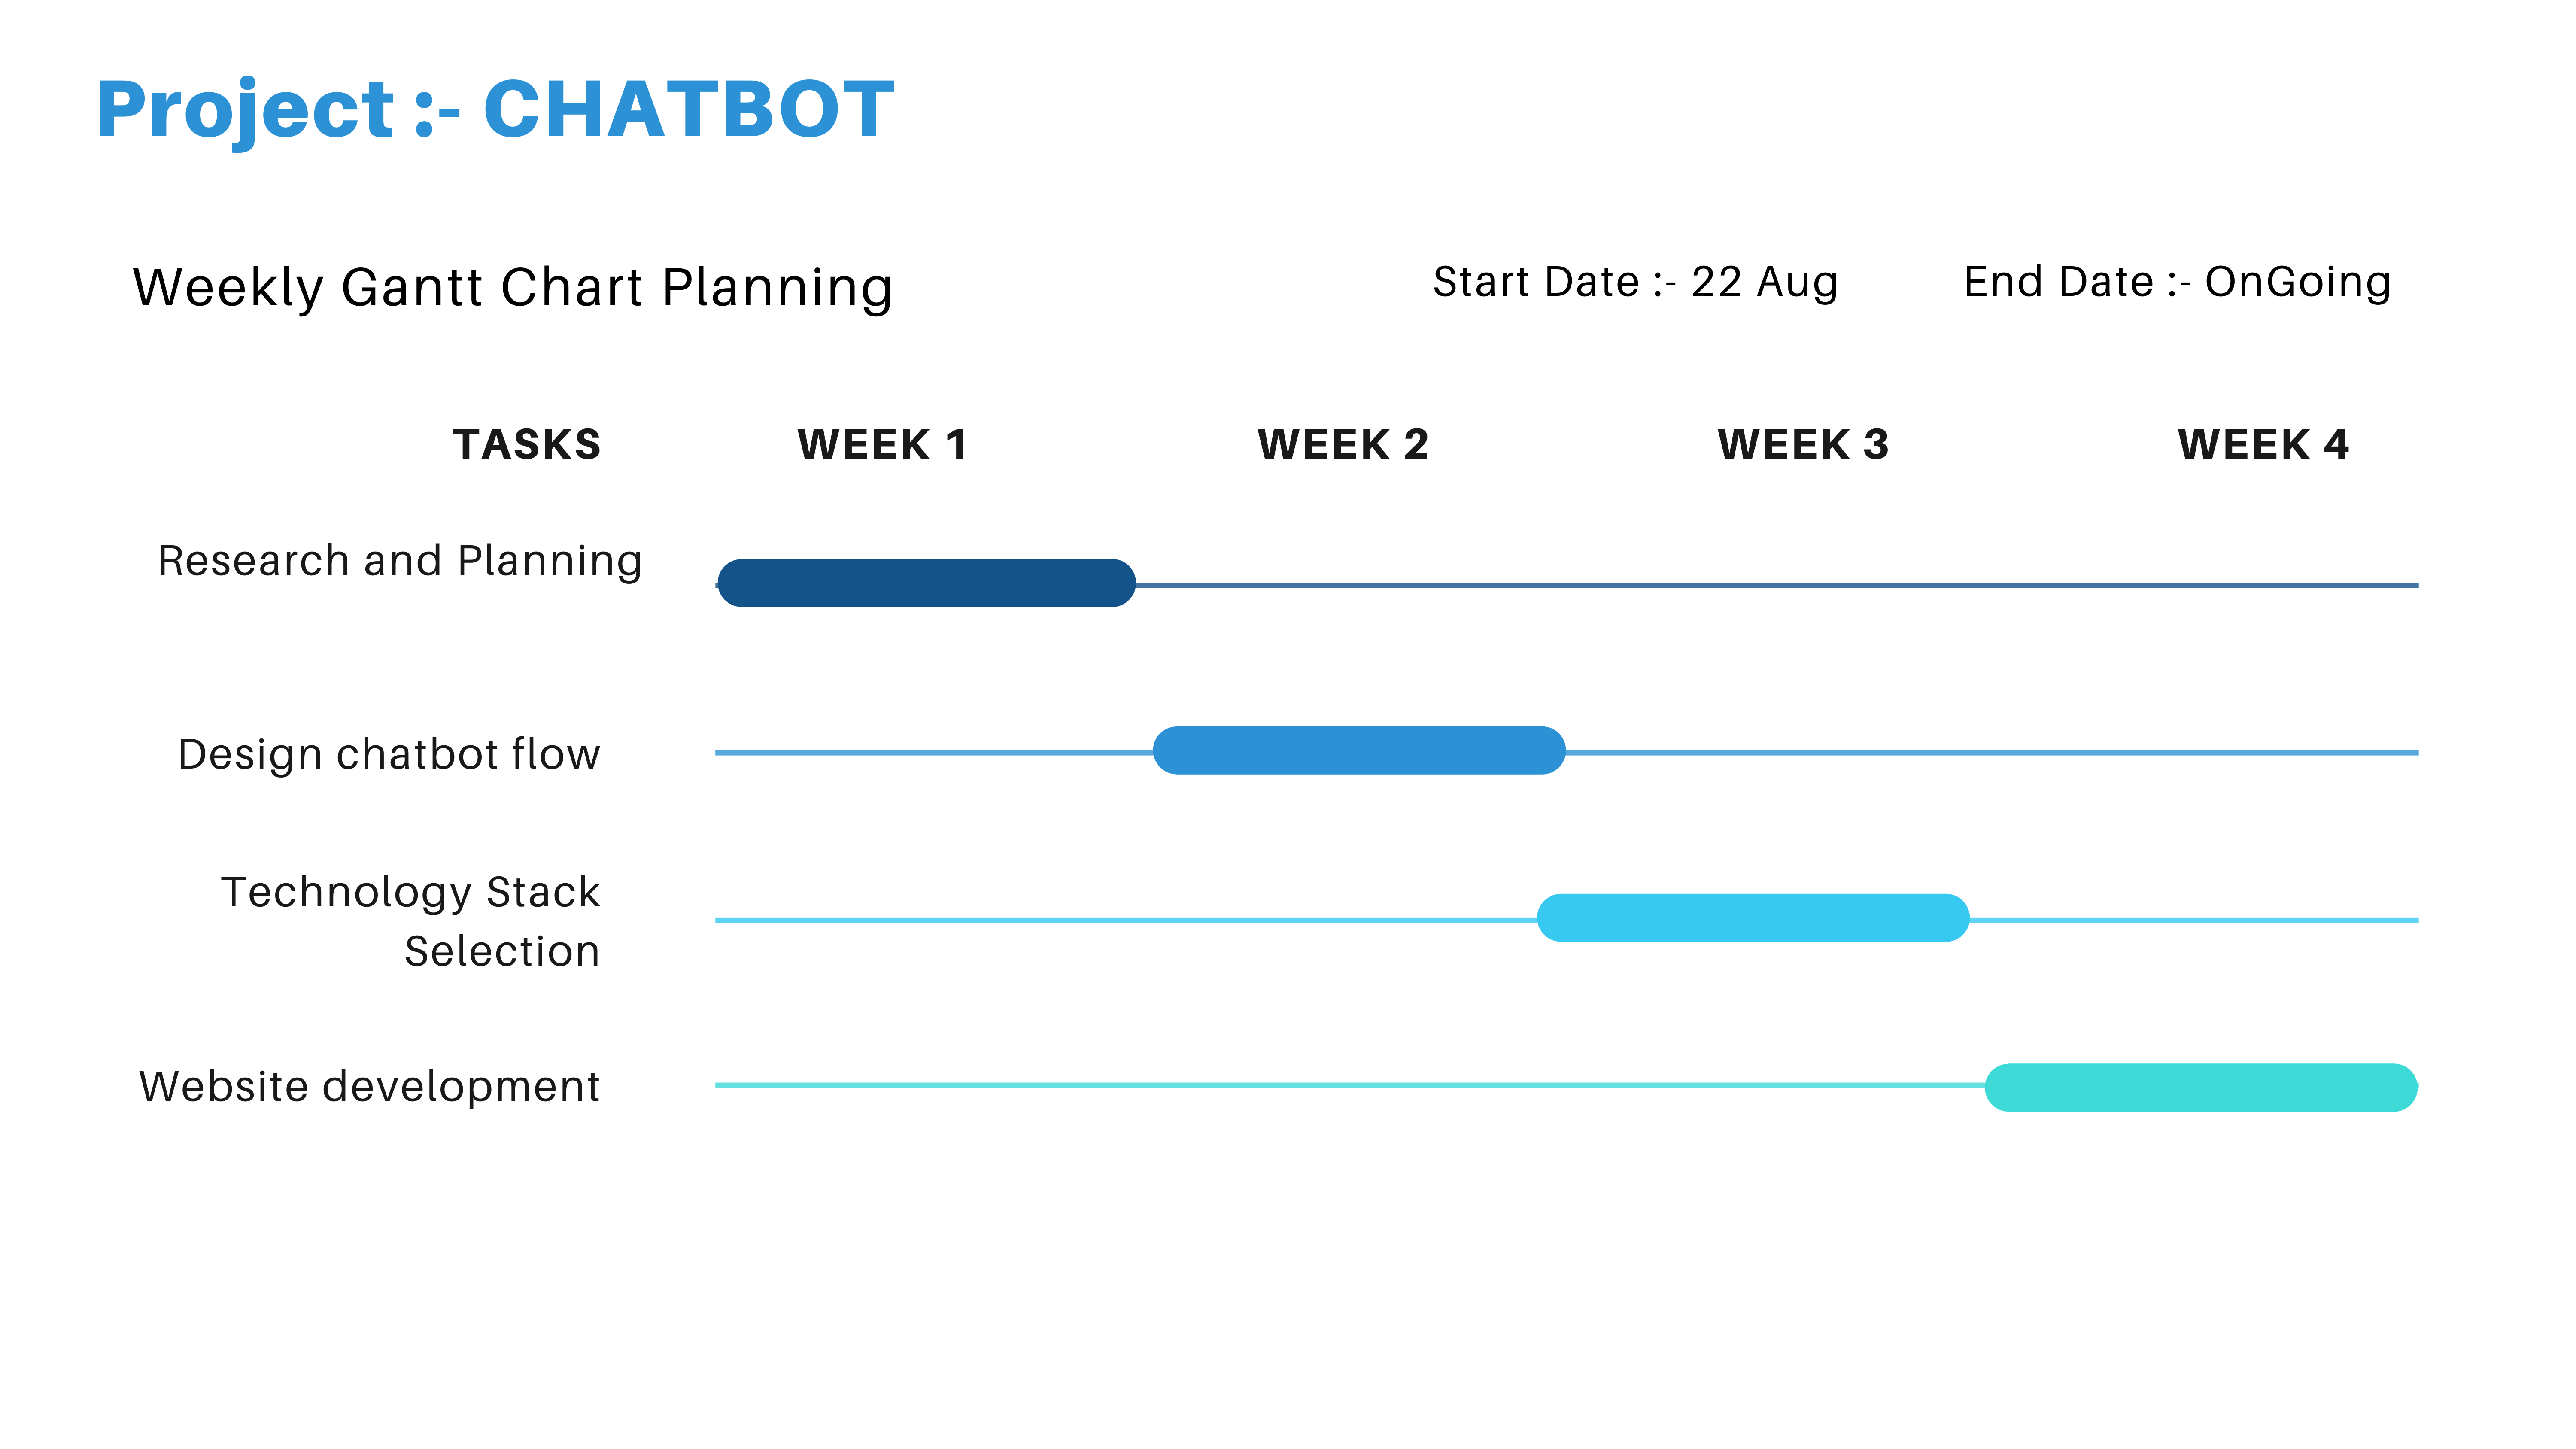 Project :- CHATBOT
Weekly Gantt Chart Planning
Start Date :- 22 Aug
End Date :- OnGoing
TASKS
WEEK 1
WEEK 2
WEEK 3
WEEK 4
Research and Planning
Design chatbot flow
Technology Stack
Selection
Website development